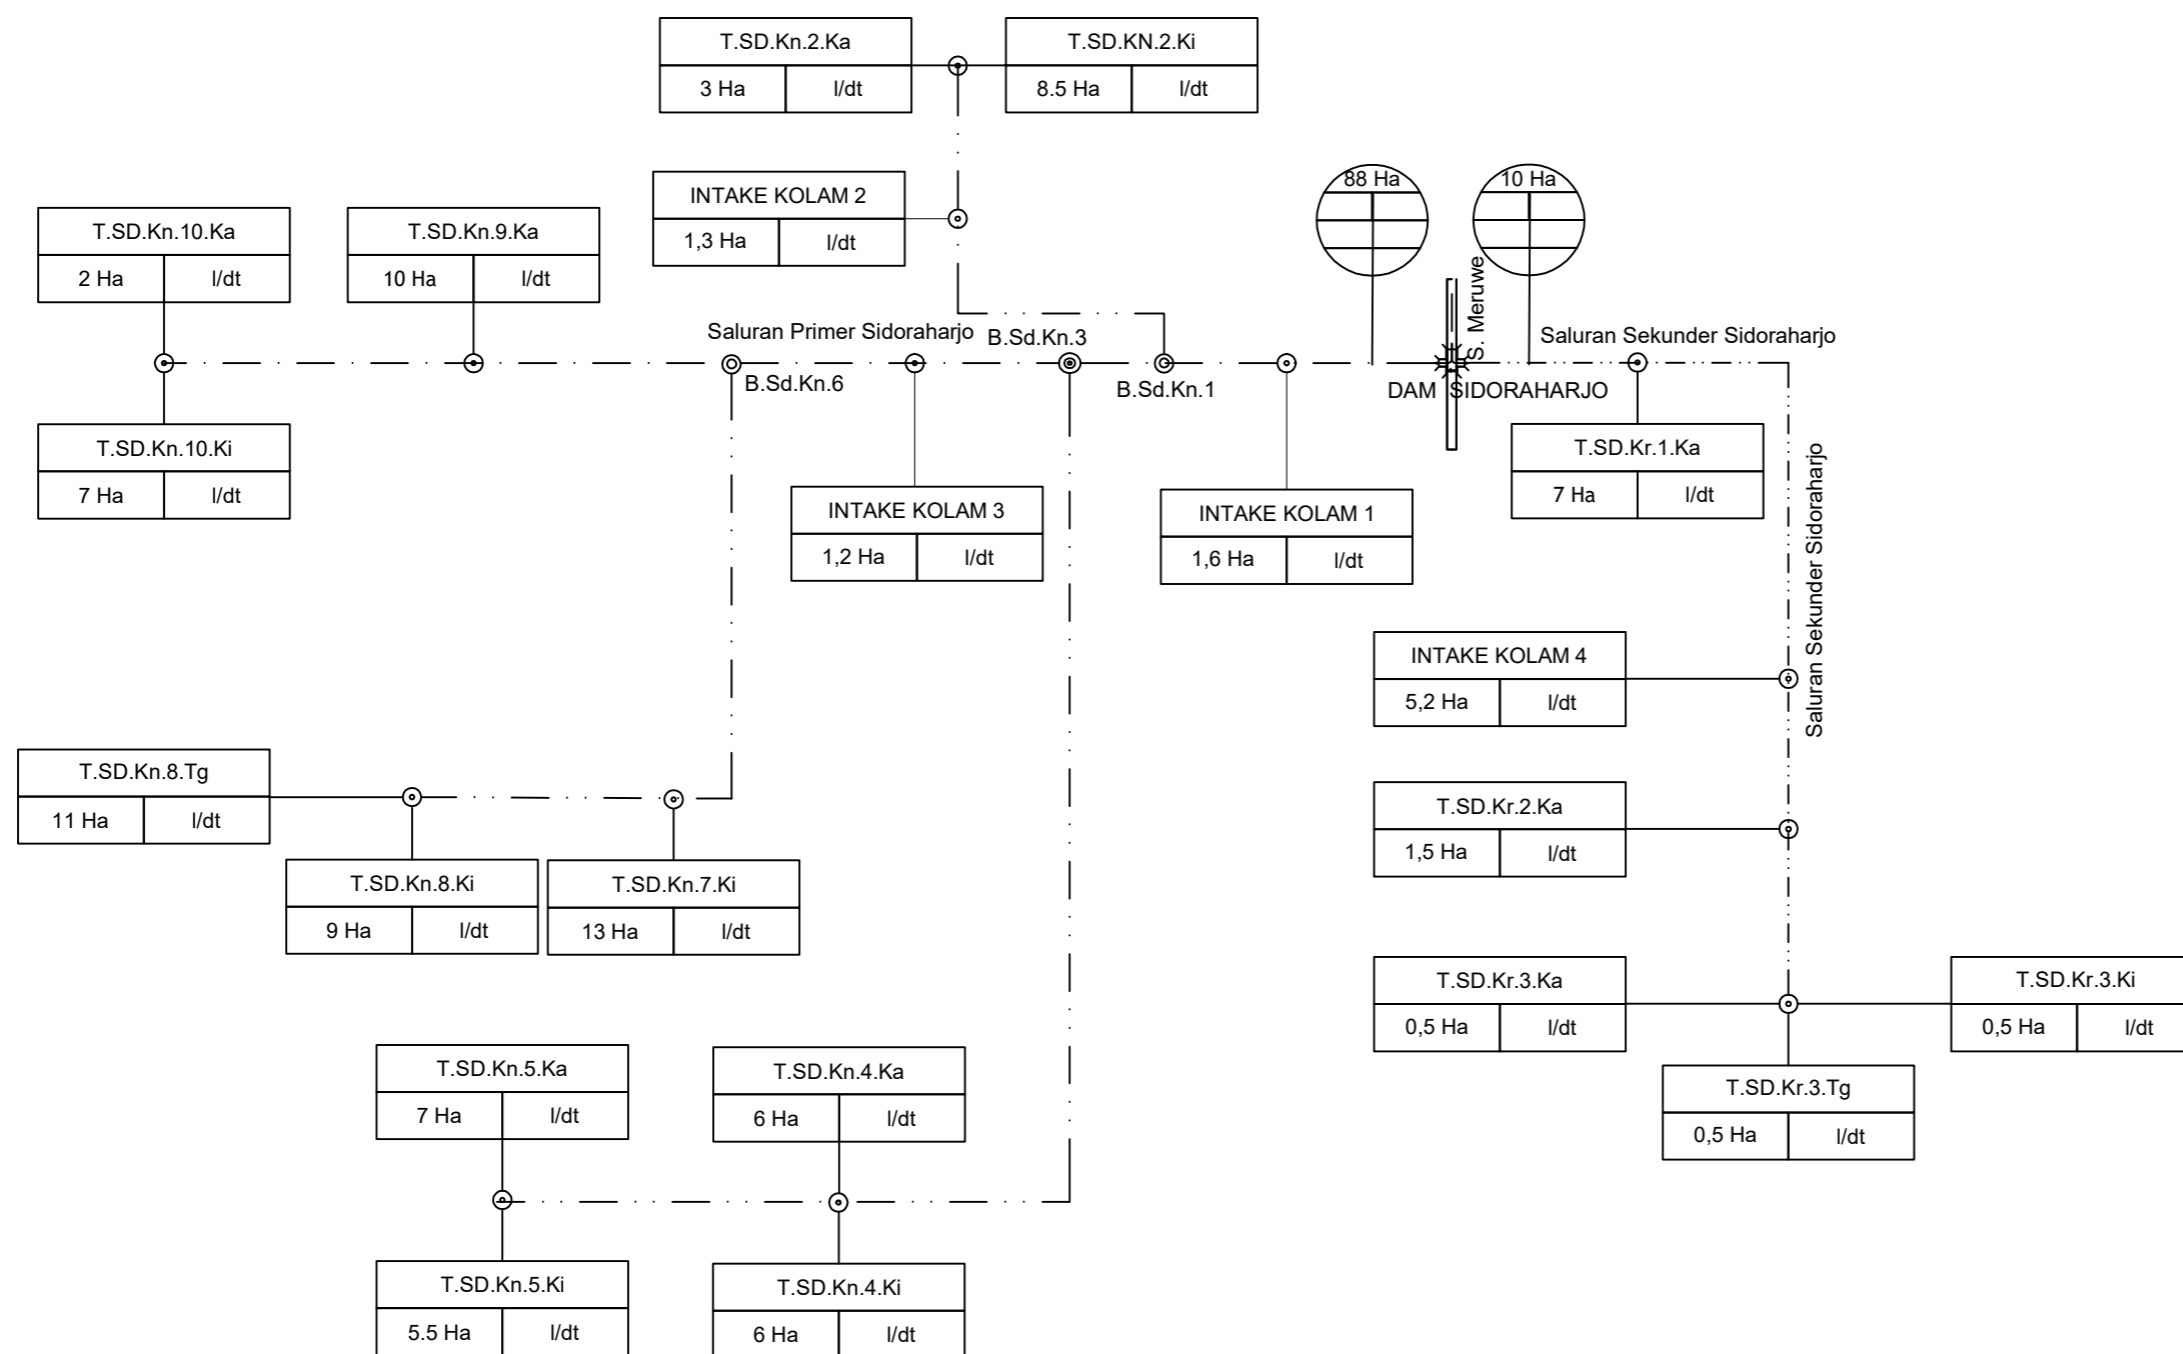 T.SD.Kn.2.Ka
3 Ha l/dt
T.SD.KN.2.Ki
8.5 Ha l/dt
INTAKE KOLAM 2
1,3 Ha l/dt
88 Ha
10 Ha
T.SD.Kn.10.Ka
2 Ha l/dt
T.SD.Kn.9.Ka
10 Ha l/dt
S. Meruwe
Saluran Primer Sidoraharjo
B.Sd.Kn.3
Saluran Sekunder Sidoraharjo
B.Sd.Kn.6
B.Sd.Kn.1
DAM SIDORAHARJO
T.SD.Kn.10.Ki
7 Ha l/dt
INTAKE KOLAM 3
1,2 Ha l/dt
INTAKE KOLAM 1
1,6 Ha l/dt
T.SD.Kr.1.Ka
7 Ha l/dt
Saluran Sekunder Sidoraharjo
INTAKE KOLAM 4
5,2 Ha l/dt
T.SD.Kn.8.Tg
11 Ha l/dt
T.SD.Kr.2.Ka
1,5 Ha l/dt
T.SD.Kn.8.Ki
9 Ha l/dt
T.SD.Kn.7.Ki
13 Ha l/dt
T.SD.Kr.3.Ka
0,5 Ha l/dt
T.SD.Kr.3.Ki
0,5 Ha l/dt
T.SD.Kr.3.Tg
0,5 Ha l/dt
T.SD.Kn.5.Ka
7 Ha l/dt
T.SD.Kn.4.Ka
6 Ha l/dt
T.SD.Kn.5.Ki
5.5 Ha l/dt
T.SD.Kn.4.Ki
6 Ha l/dt